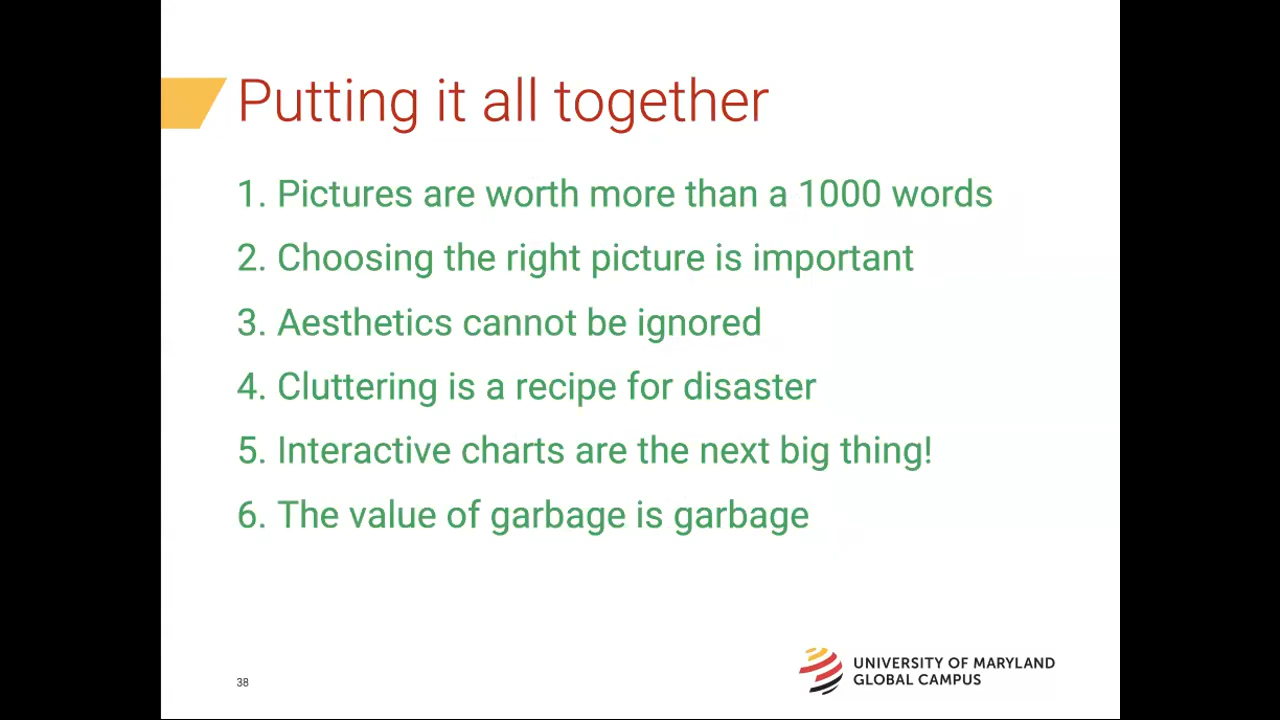 Putting it all together
1. Pictures are worth more than a 1000 words
2. Choosing the right picture is important
3. Aesthetics cannot be ignored
4. Cluttering is a recipe for disaster
5. Interactive charts are the next big thing!
6. The value of garbage is garbage
38
UNIVERSITY OF MARYLAND
GLOBAL CAMPUS